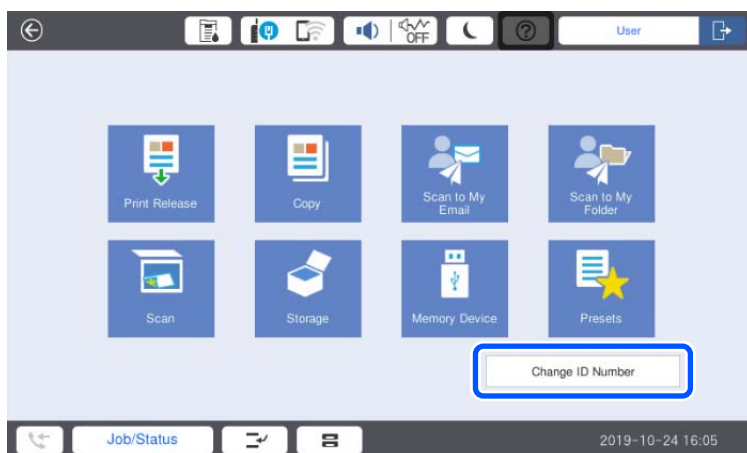 OFF
User
Print Release
Copy
Scan to My
Email
Scan to My
Folder
Scan
Storage
Memory Device
Presets
Change ID Number
Job/Status
2019-10-24 16:05